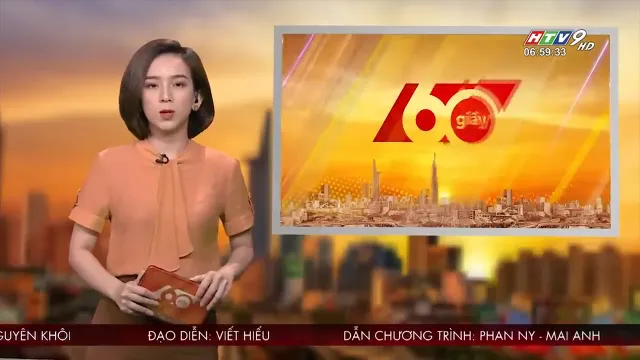 HTV9 HD
06:59:33
60 giây
GUYÊN KHÔI ĐẠO DIỄN: VIẾT HIẾU DẪN CHƯƠNG TRÌNH: PHAN NY - MAI ANH